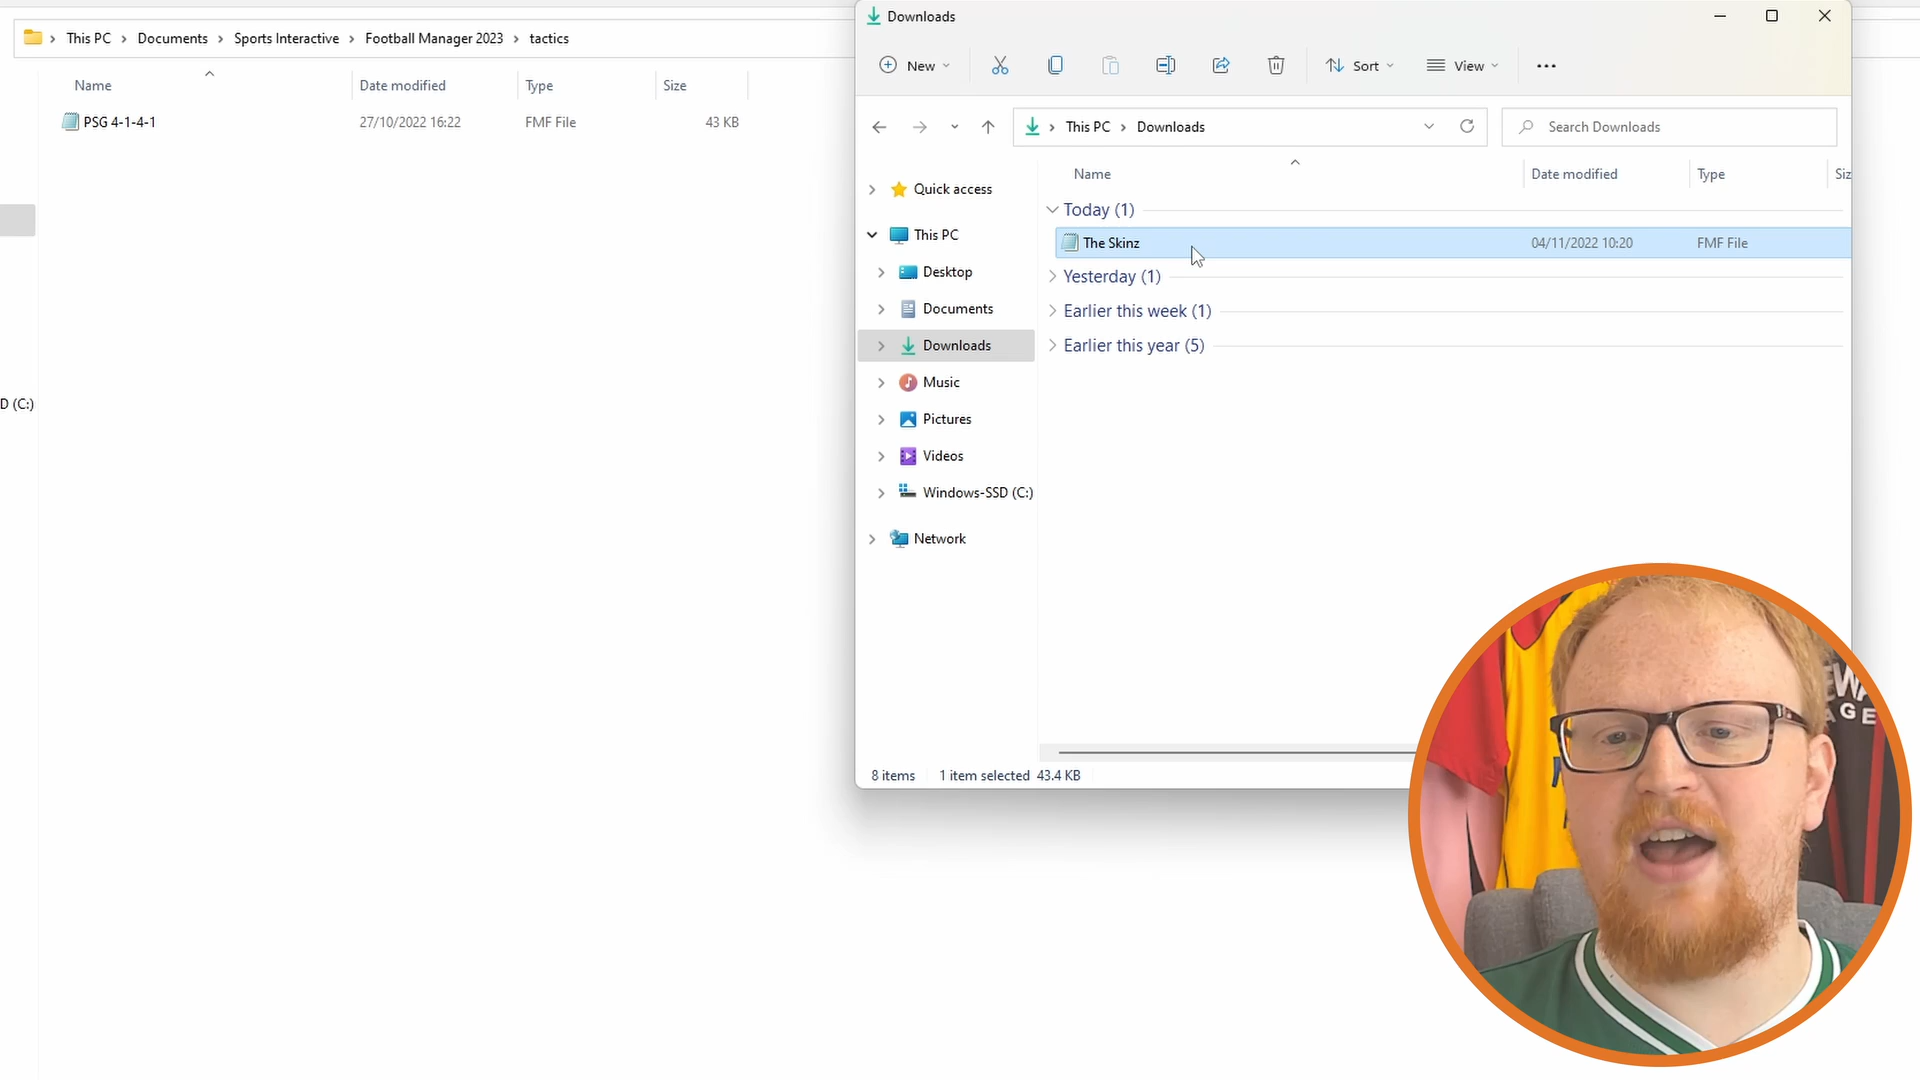 This PC > Documents > Sports Interactive > Football Manager 2023 > tactics
Name Date modified Type Size
PSG 4-1-4-1 27/10/2022 16:22 FMF File 43 KB
D (C:)
Downloads
New Sort View
This PC > Downloads
Search Downloads
Quick access
This PC
Desktop
Documents
Downloads
Music
Pictures
Videos
Windows-SSD (C:)
Network
Name Date modified Type Siz
Today (1)
The Skinz 04/11/2022 10:20 FMF File
Yesterday (1)
Earlier this week (1)
Earlier this year (5)
8 items 1 item selected 43.4 KB